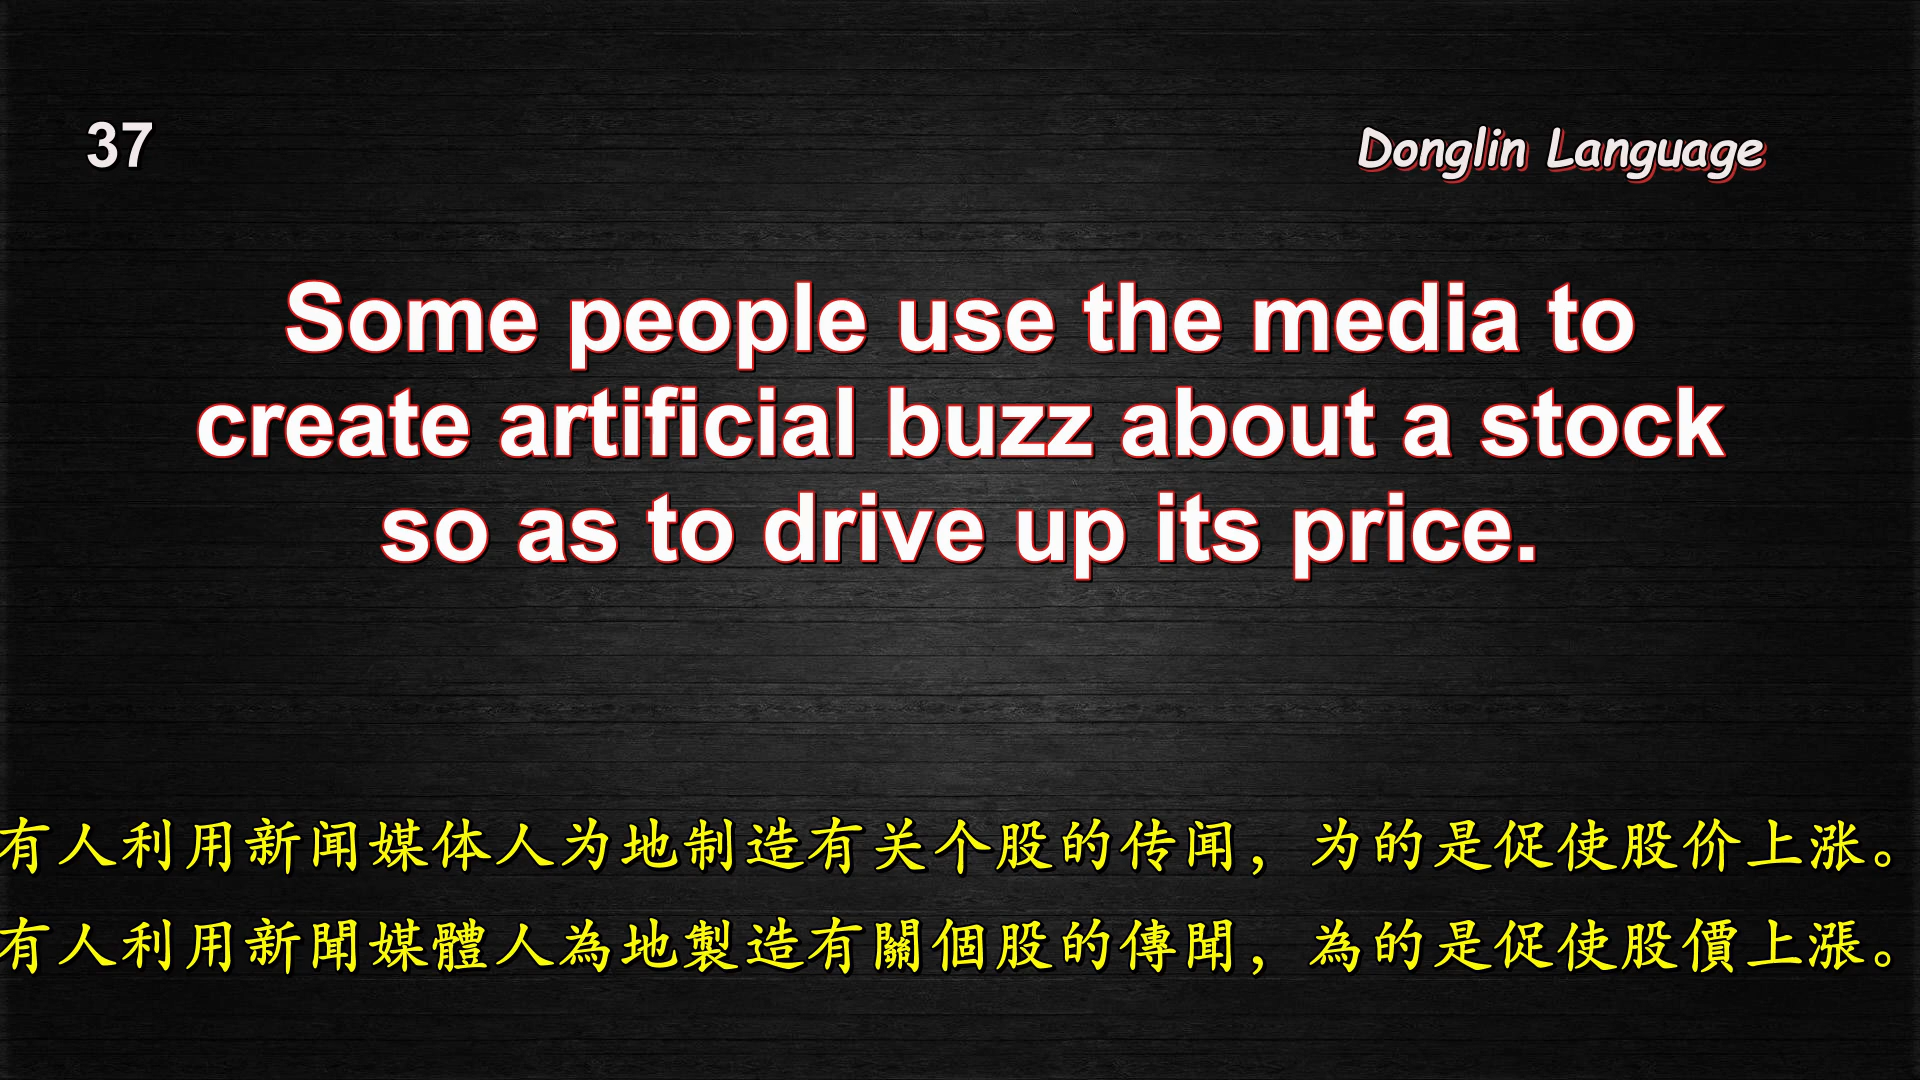 37
Donglin Language
Some people use the media to
create artificial buzz about a stock
so as to drive up its price.
有人利用新闻媒体人为地制造有关个股的传闻，为的是促使股价上涨。
有人利用新聞媒體人為地製造有關個股的傳聞，為的是促使股價上漲。